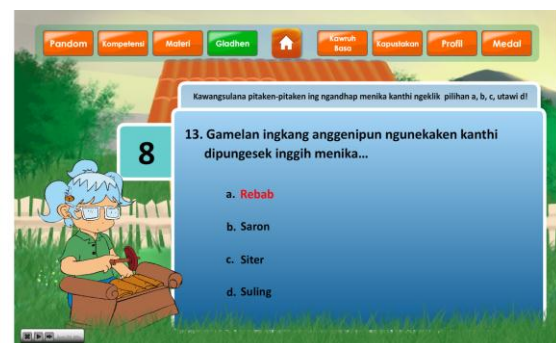 Pandom
Kompetensi
Materi
Gladhen
Kawruh
Basa
Kapustakan
Profil
Medal
Kawangsulana pitaken-pitaken ing ngandhap menika kanthi ngeklik pilihan a, b, c, utawi d!
8
13. Gamelan ingkang anggenipun ngunekaken kanthi
dipungesek inggih menika...
a. Rebab
b. Saron
c. Siter
d. Suling